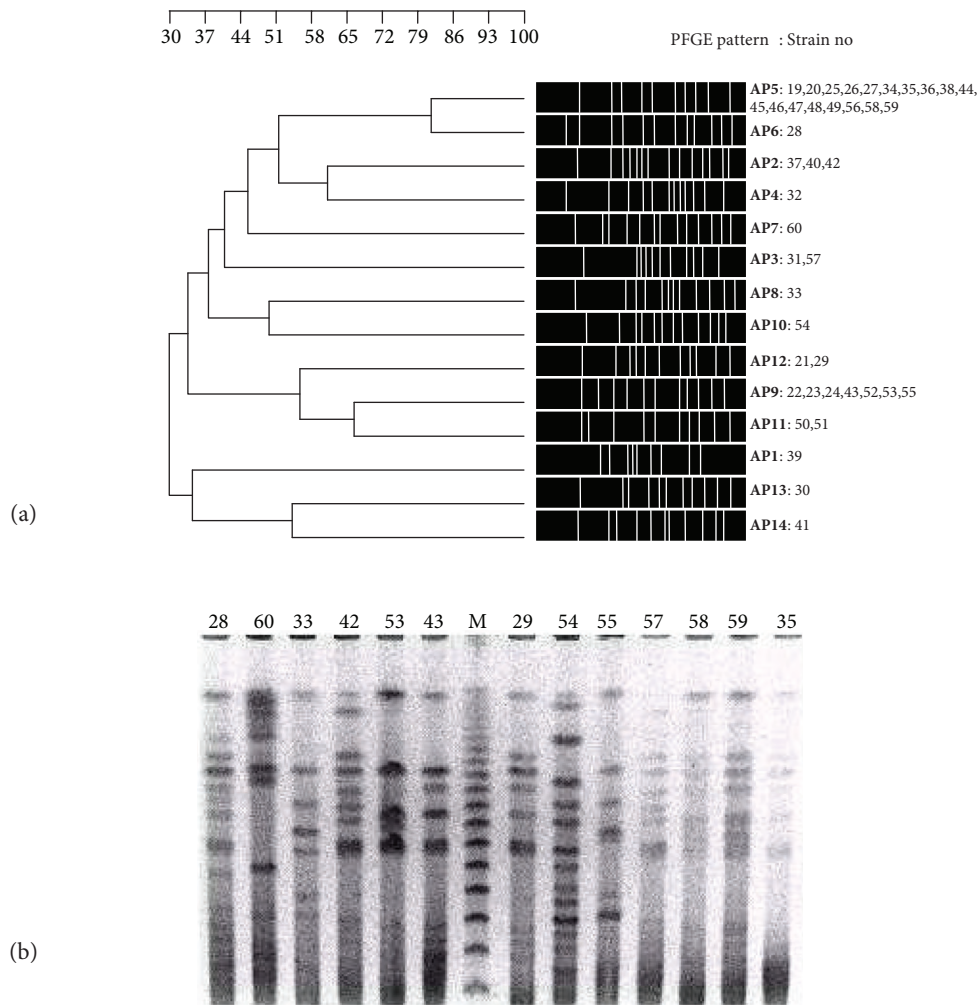 30 37 44 51 58 65 72 79 86 93 100
PFGE pattern : Strain no
AP5: 19,20,25,26,27,34,35,36,38,44,
45,46,47,48,49,56,58,59
AP6: 28
AP2: 37,40,42
AP4: 32
AP7: 60
AP3: 31,57
AP8: 33
AP10: 54
AP12: 21,29
AP9: 22,23,24,43,52,53,55
AP11: 50,51
AP1: 39
AP13: 30
AP14: 41
(a)
28 60 33 42 53 43 M 29 54 55 57 58 59 35
(b)